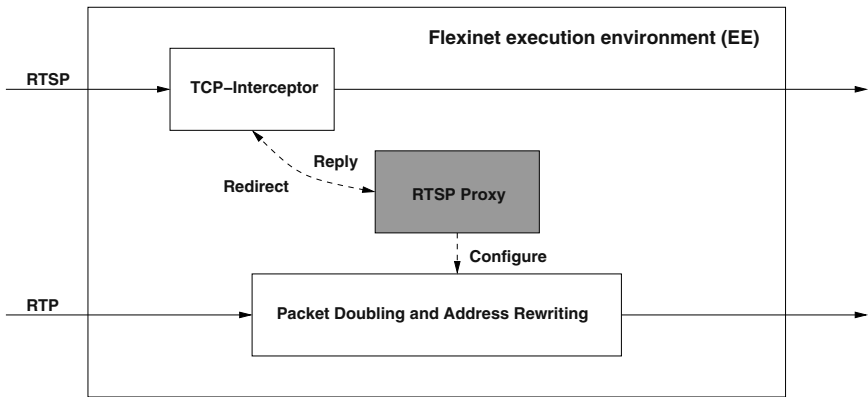 Flexinet execution environment (EE)
RTSP
TCP–Interceptor
Reply
Redirect
RTSP Proxy
Configure
RTP
Packet Doubling and Address Rewriting